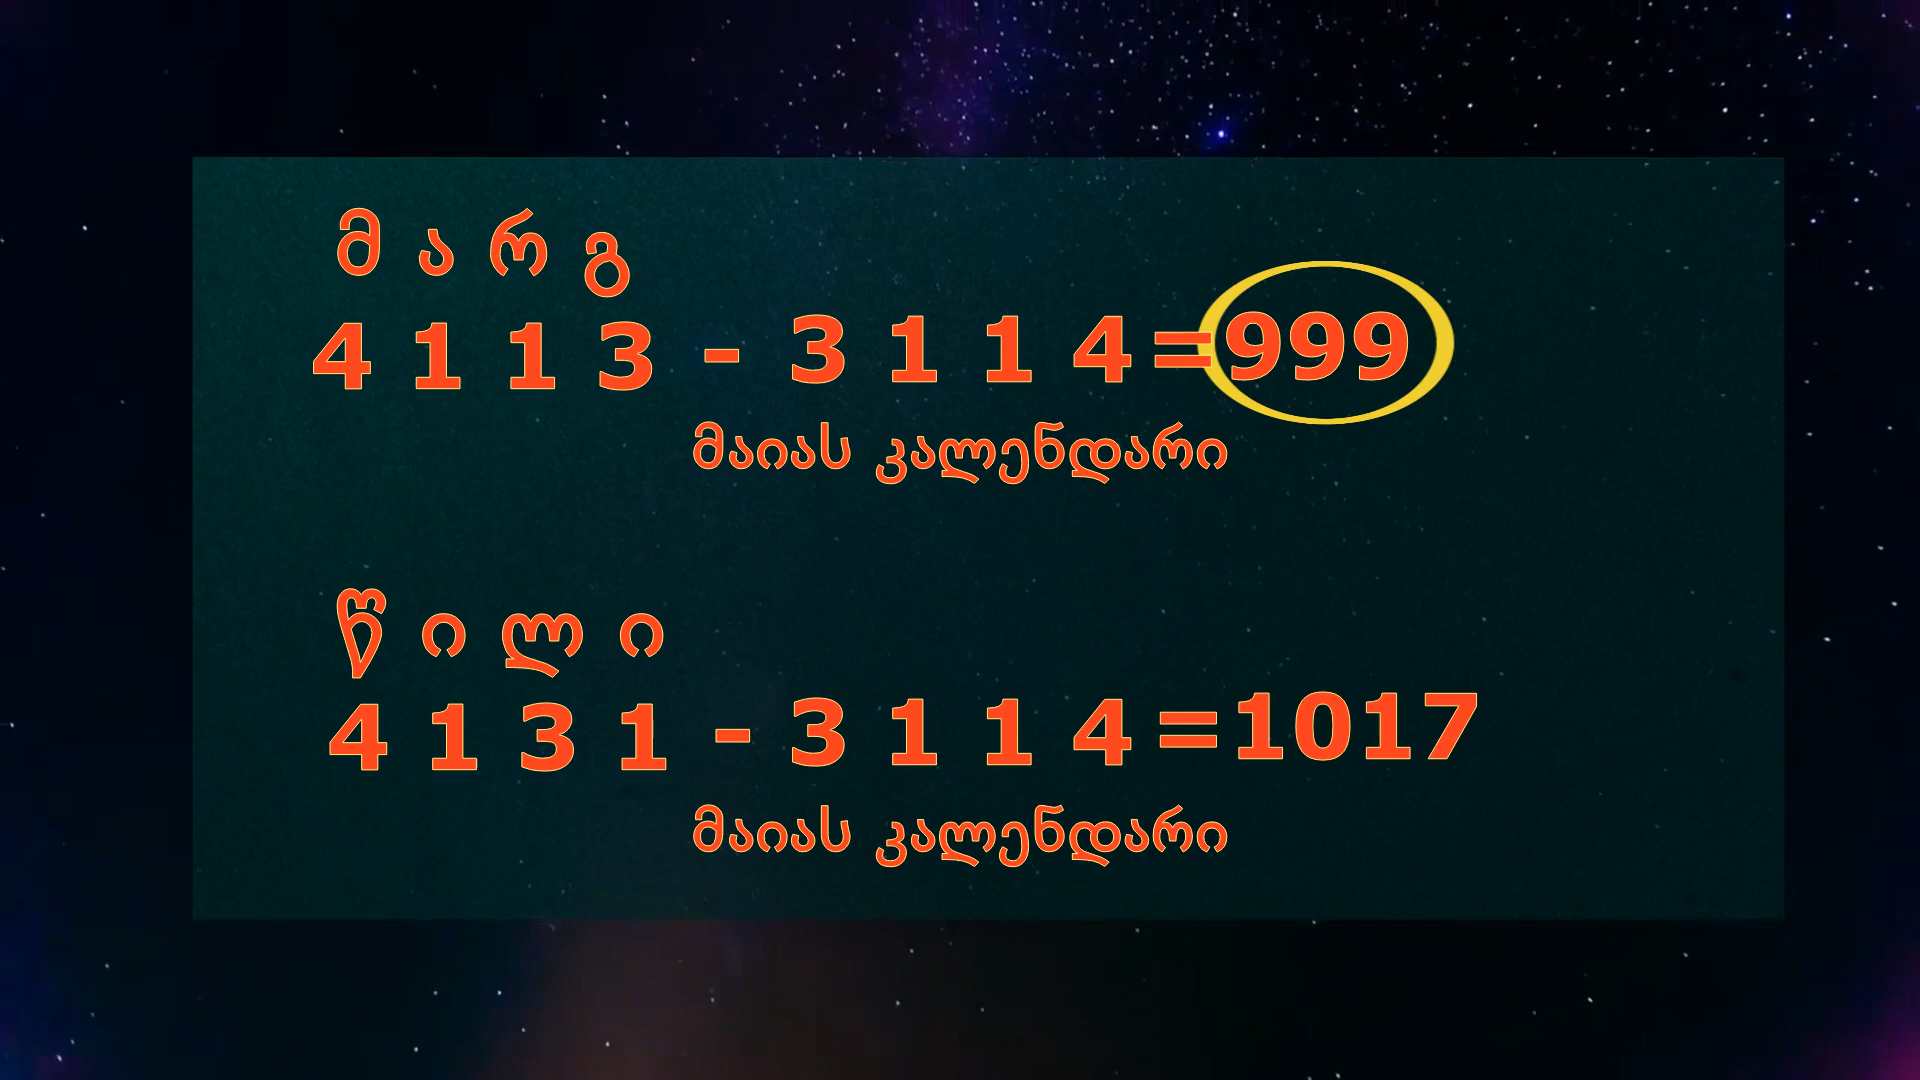 მ ა რ გ
4 1 1 3 - 3 1 1 4 =999
მაიას კალენდარი
წ ი ლ ი
4 1 3 1 - 3 1 1 4 =1017
მაიას კალენდარი